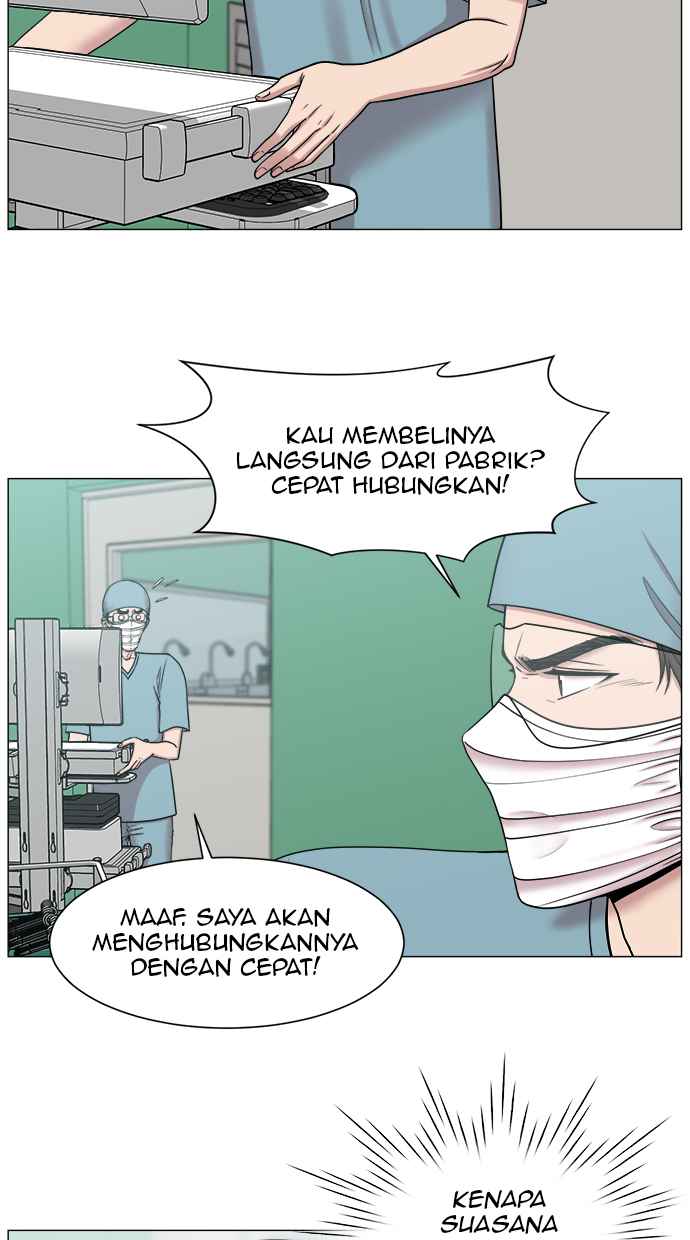 KAU MEMBELINYA
LANGSUNG DARI PABRIK?
CEPAT HUBUNGKAN!
MAAF. SAYA AKAN
MENGHUBUNGKANNYA
DENGAN CEPAT!
KENAPA
SUASANA